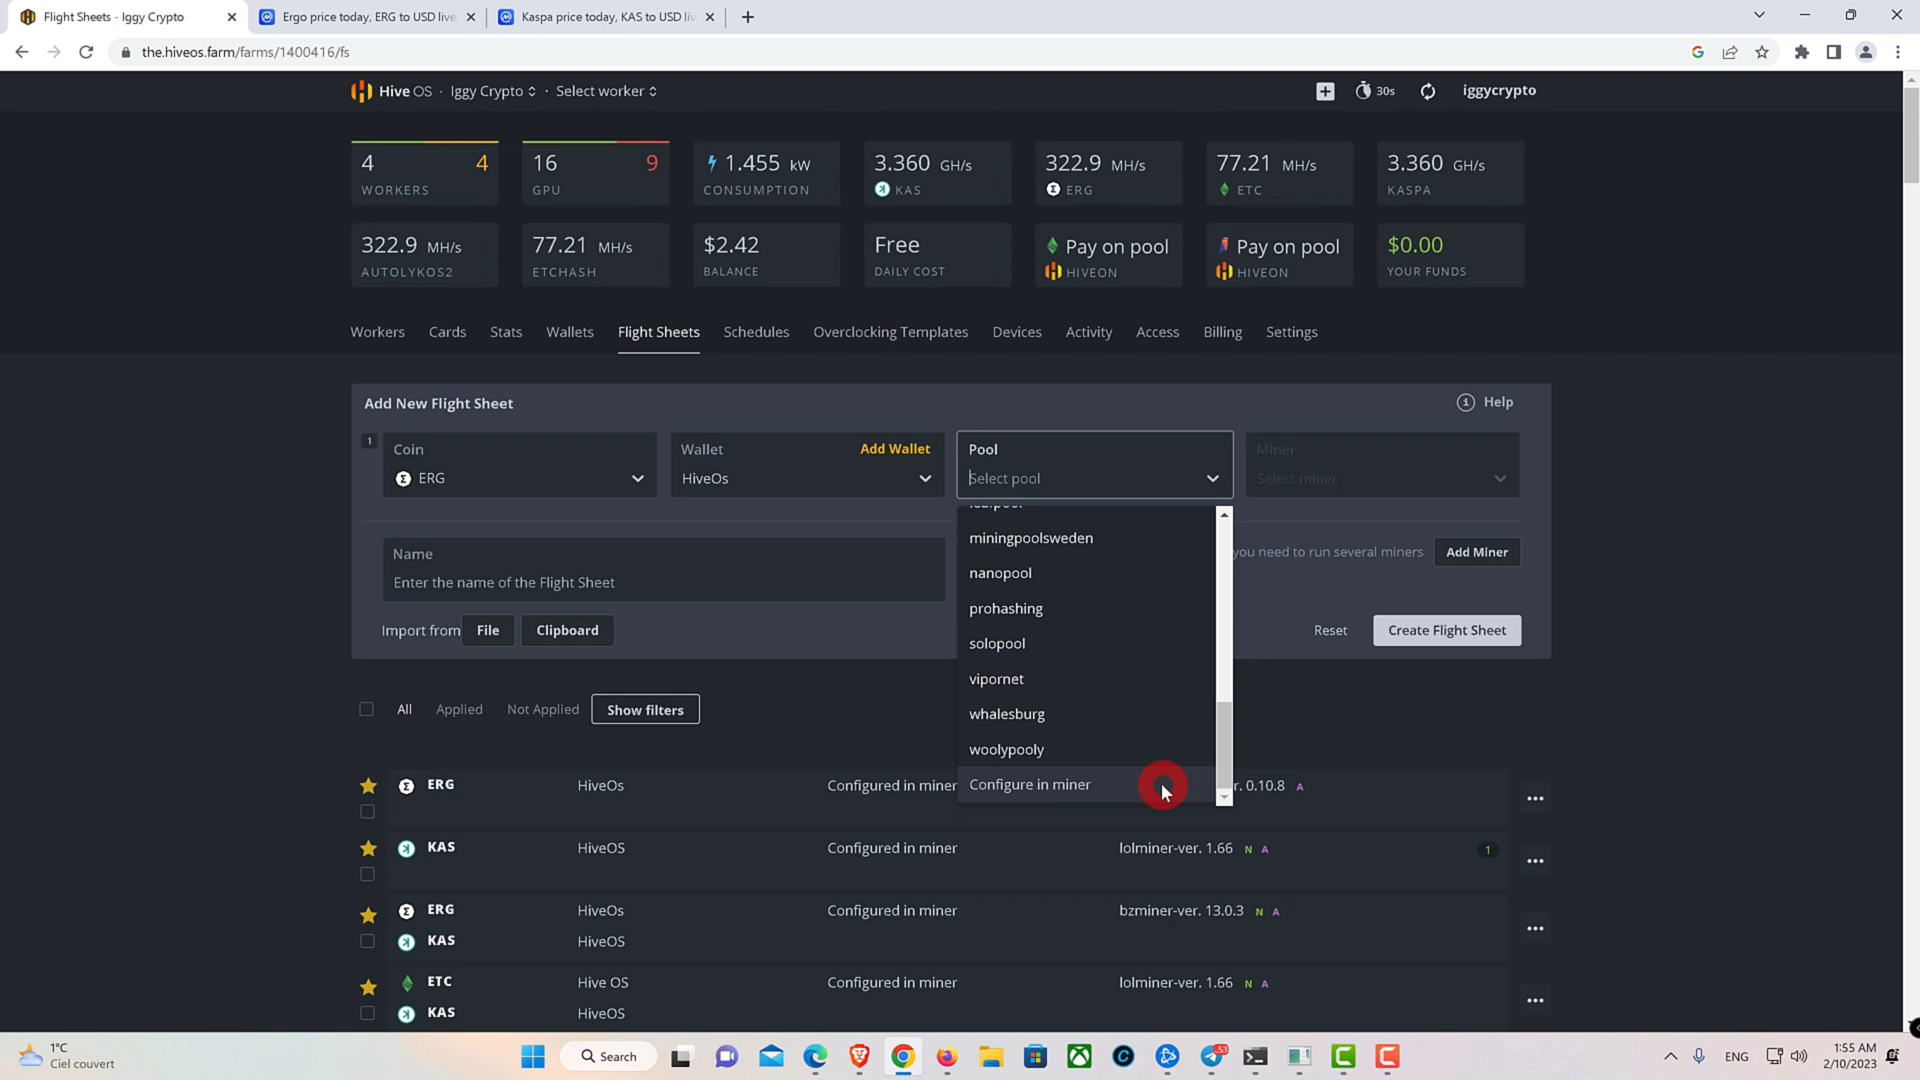 Flight Sheets - Iggy Crypto
Ergo price today, ERG to USD live
Kaspa price today, KAS to USD liv
the.hiveos.farm/farms/1400416/fs
Hive OS · Iggy Crypto · Select worker
30s
iggycrypto
4 4
WORKERS
16 9
GPU
1.455 kW
CONSUMPTION
3.360 GH/s
KAS
322.9 MH/s
ERG
77.21 MH/s
ETC
3.360 GH/s
KASPA
322.9 MH/s
AUTOLYKOS2
77.21 MH/s
ETCHASH
$2.42
BALANCE
Free
DAILY COST
Pay on pool
HIVEON
Pay on pool
HIVEON
$0.00
YOUR FUNDS
Workers Cards Stats Wallets Flight Sheets Schedules Overclocking Templates Devices Activity Access Billing Settings
Add New Flight Sheet
Help
1
Coin
ERG
Wallet Add Wallet
HiveOs
Pool
Select pool
Miner
Select miner
miningpoolsweden
nanopool
prohashing
solopool
vipornet
whalesburg
woolypooly
Configure in miner
Name
Enter the name of the Flight Sheet
you need to run several miners Add Miner
Import from File Clipboard
Reset Create Flight Sheet
All Applied Not Applied Show filters
ERG HiveOs Configured in miner r. 0.10.8 A
KAS HiveOS Configured in miner lolminer-ver. 1.66 N A 1
ERG HiveOs Configured in miner bzminer-ver. 13.0.3 N A
KAS HiveOS
ETC Hive OS Configured in miner lolminer-ver. 1.66 N A
KAS HiveOS
1°C
Ciel couvert
Search
53
ENG
1:55 AM
2/10/2023